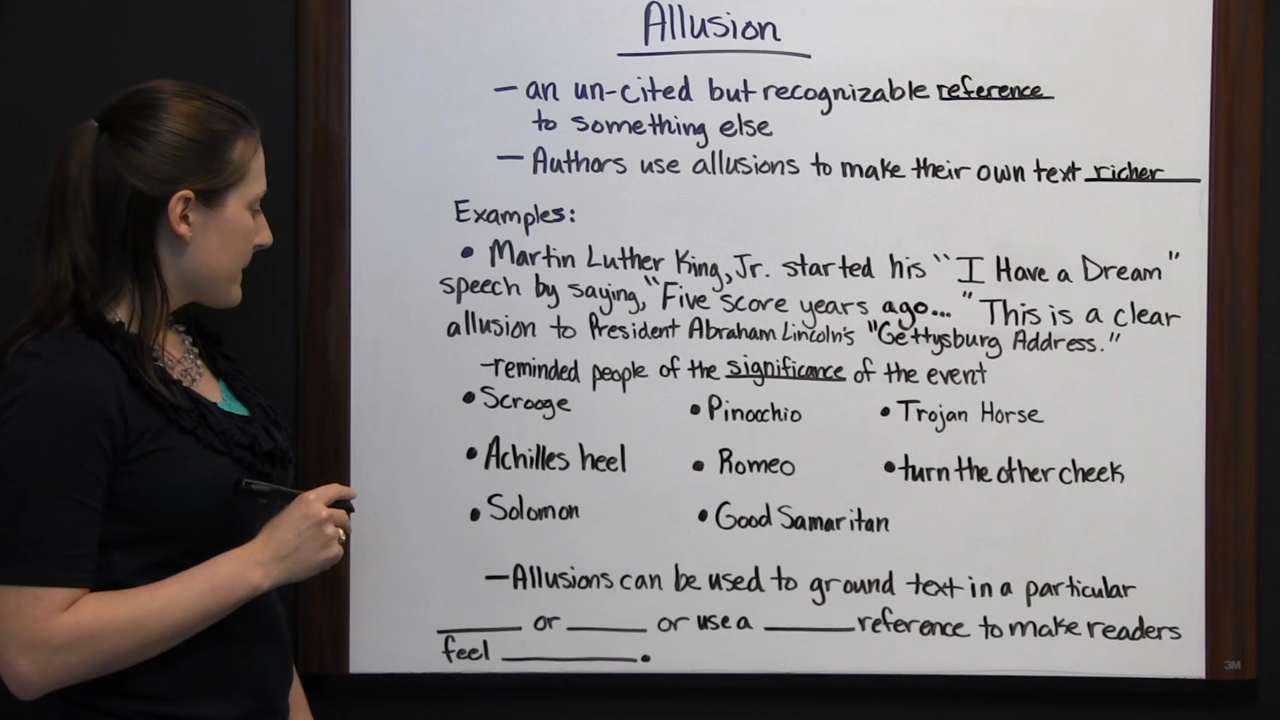 Allusion
— an un-cited but recognizable reference
to something else
— Authors use allusions to make their own text richer
Examples:
• Martin Luther King, Jr. started his "I Have a Dream"
speech by saying, "Five score years ago..." This is a clear
allusion to President Abraham Lincoln's "Gettysburg Address."
-reminded people of the significance of the event
• Scrooge • Pinocchio • Trojan Horse
• Achilles heel • Romeo • turn the other cheek
• Solomon • Good Samaritan
— Allusions can be used to ground text in a particular
______ or ______ or use a ______ reference to make readers
feel ______.
3M